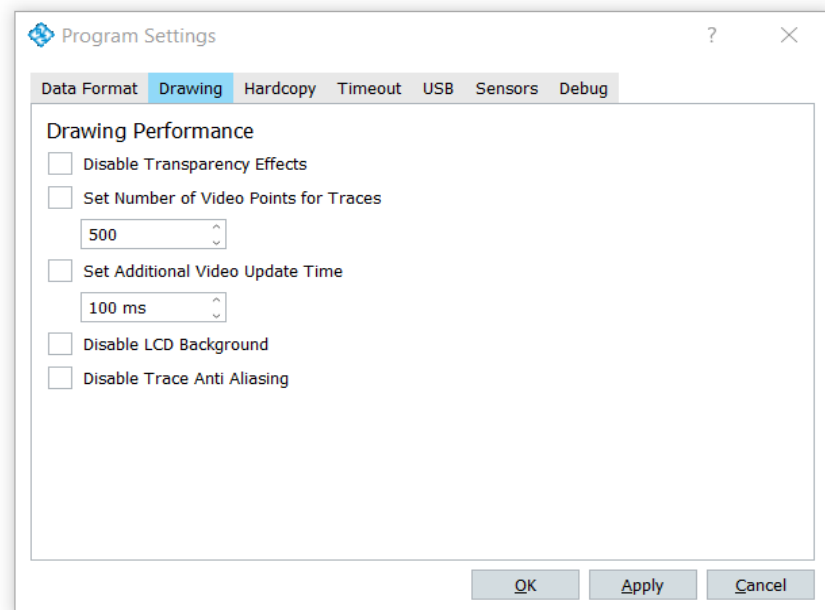 Program Settings
?
Data Format Drawing Hardcopy Timeout USB Sensors Debug
Drawing Performance
Disable Transparency Effects
Set Number of Video Points for Traces
500
Set Additional Video Update Time
100 ms
Disable LCD Background
Disable Trace Anti Aliasing
OK Apply Cancel